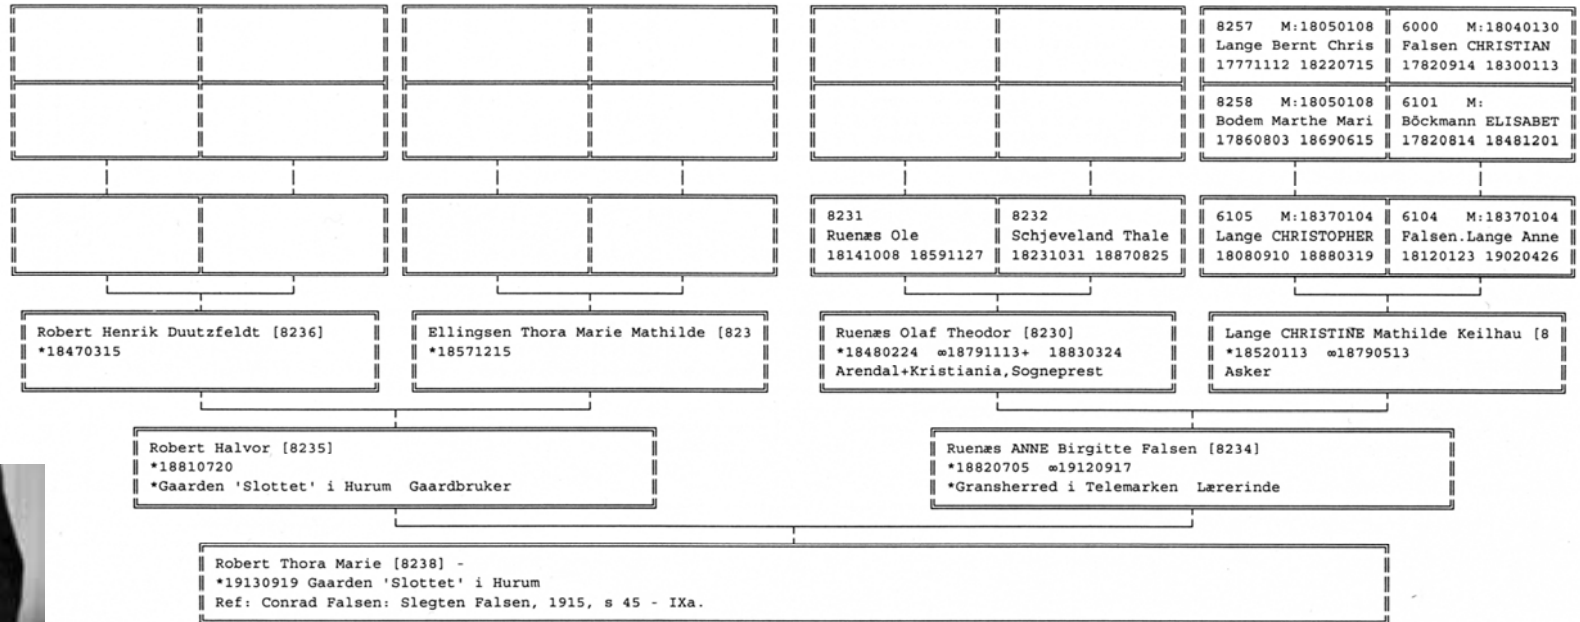 8257 M:18050108
Lange Bernt Chris
17771112 18220715
6000 M:18040130
Falsen CHRISTIAN
17820914 18300113
8258 M:18050108
Bodem Marthe Mari
17860803 18690615
6101 M:
Böckmann ELISABET
17820814 18481201
8231
Ruenæs Ole
18141008 18591127
8232
Schjeveland Thale
18231031 18870825
6105 M:18370104
Lange CHRISTOPHER
18080910 18880319
6104 M:18370104
Falsen.Lange Anne
18120123 19020426
Robert Henrik Duutzfeldt [8236]
*18470315
Ellingsen Thora Marie Mathilde [823
*18571215
Ruenæs Olaf Theodor [8230]
*18480224 ∞18791113+ 18830324
Arendal+Kristiania,Sogneprest
Lange CHRISTINE Mathilde Keilhau [8
*18520113 ∞18790513
Asker
Robert Halvor [8235]
*18810720
*Gaarden 'Slottet' i Hurum Gaardbruker
Ruenæs ANNE Birgitte Falsen [8234]
*18820705 ∞19120917
*Gransherred i Telemarken Lærerinde
Robert Thora Marie [8238] -
*19130919 Gaarden 'Slottet' i Hurum
Ref: Conrad Falsen: Slegten Falsen, 1915, s 45 - IXa.